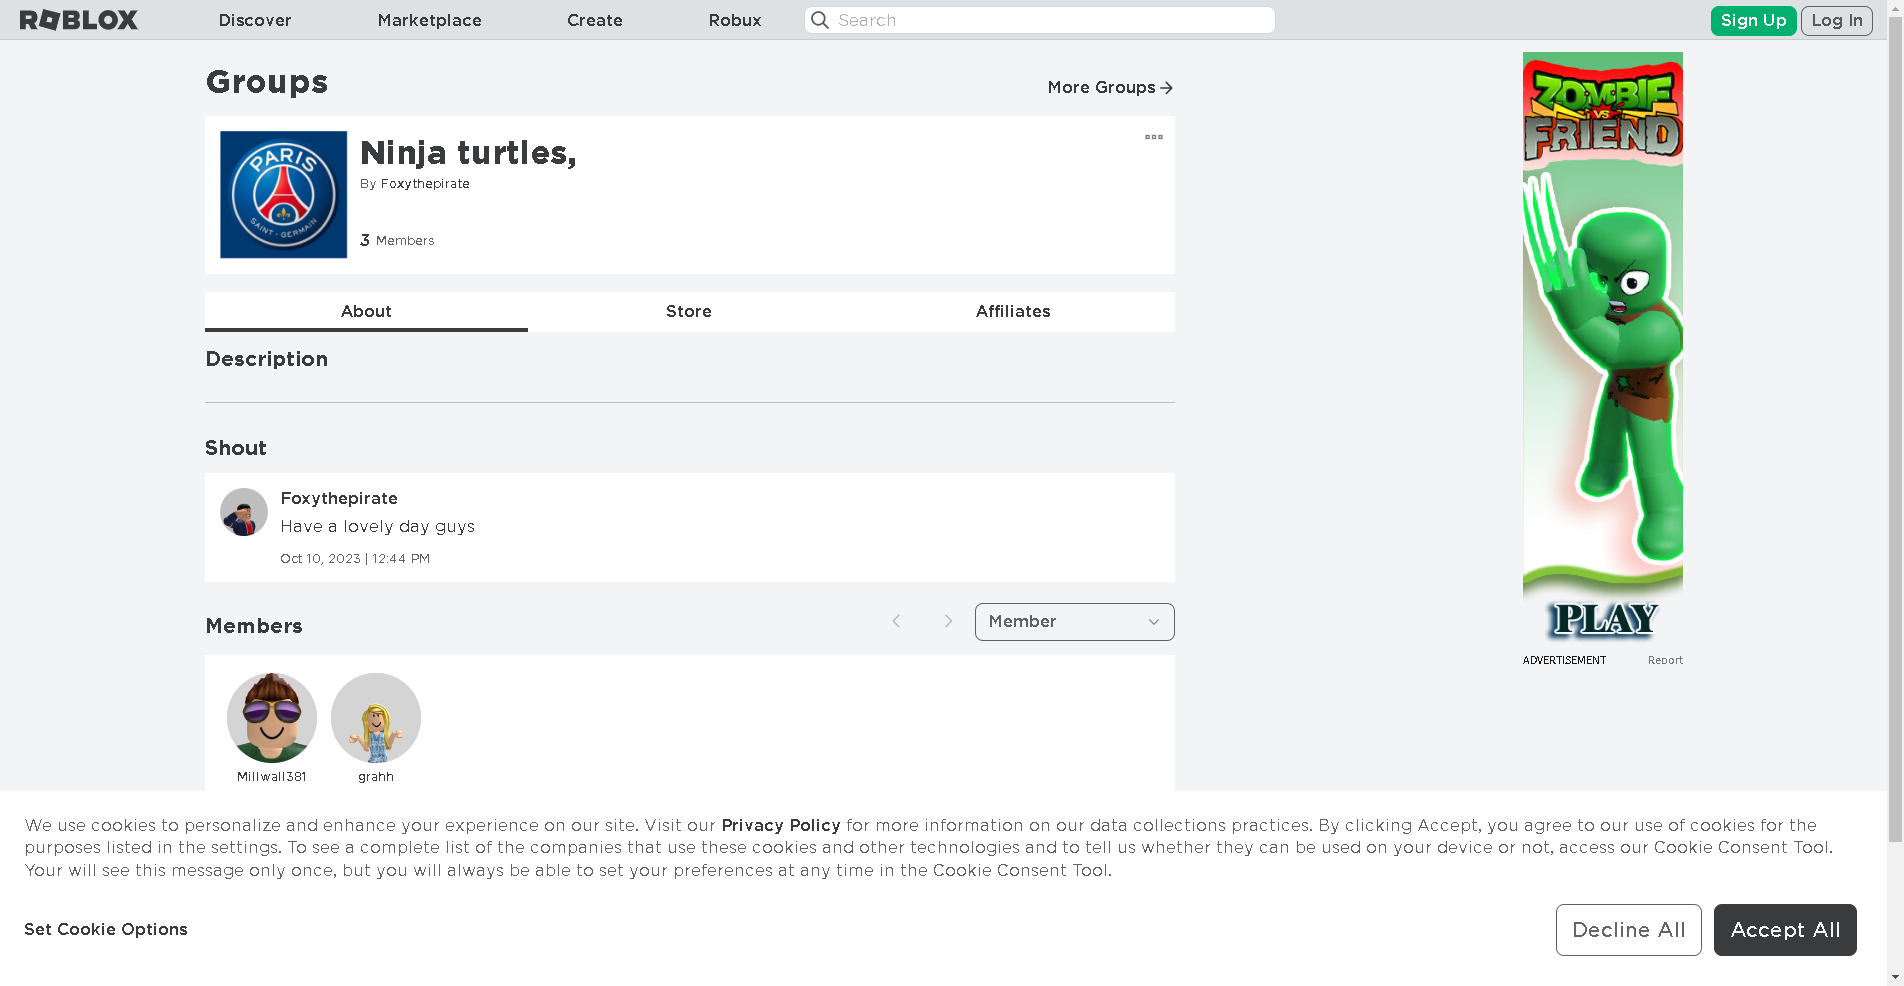 ROBLOX Discover Marketplace Create Robux Search Sign Up Log In
Groups
More Groups
PARIS
SAINT-GERMAIN
Ninja turtles,
By Foxythepirate
3 Members
About Store Affiliates
Description
Shout
Foxythepirate
Have a lovely day guys
Oct 10, 2023 | 12:44 PM
Members
Member
Millwall381 grahh
ZOMBIE
VS
FRIEND
PLAY
ADVERTISEMENT Report
We use cookies to personalize and enhance your experience on our site. Visit our Privacy Policy for more information on our data collections practices. By clicking Accept, you agree to our use of cookies for the
purposes listed in the settings. To see a complete list of the companies that use these cookies and other technologies and to tell us whether they can be used on your device or not, access our Cookie Consent Tool.
Your will see this message only once, but you will always be able to set your preferences at any time in the Cookie Consent Tool.
Set Cookie Options
Decline All Accept All